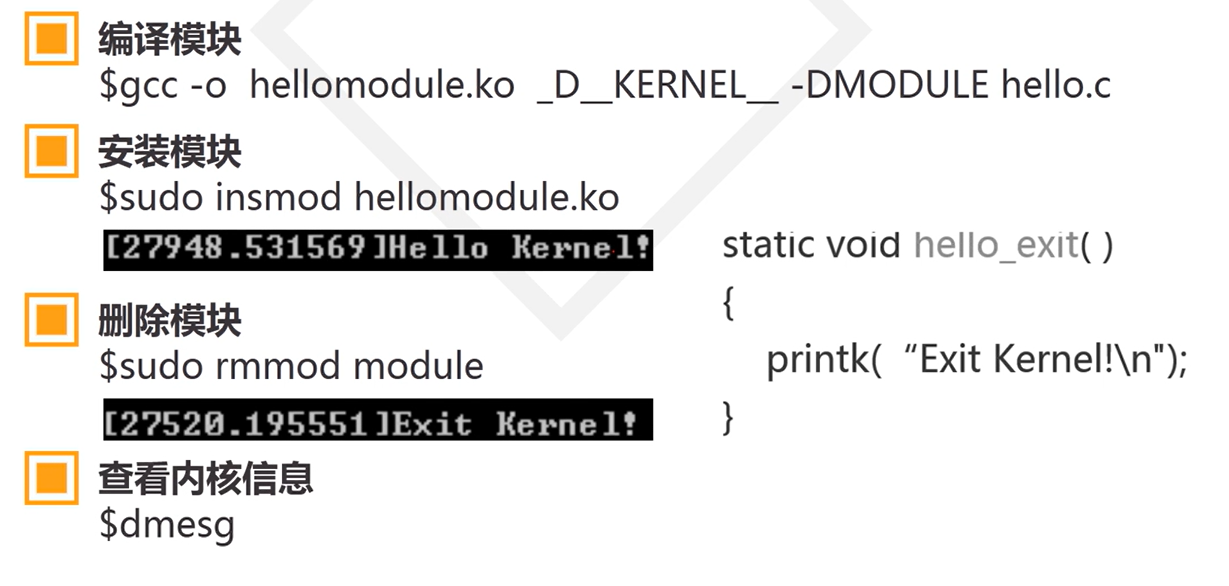 编译模块
$gcc -o hellomodule.ko _D__KERNEL__ -DMODULE hello.c
安装模块
$sudo insmod hellomodule.ko
[27948.531569]Hello Kernel!
删除模块
$sudo rmmod module
[27520.195551]Exit Kernel!
查看内核信息
$dmesg
static void hello_exit( )
{
printk( “Exit Kernel!\n");
}